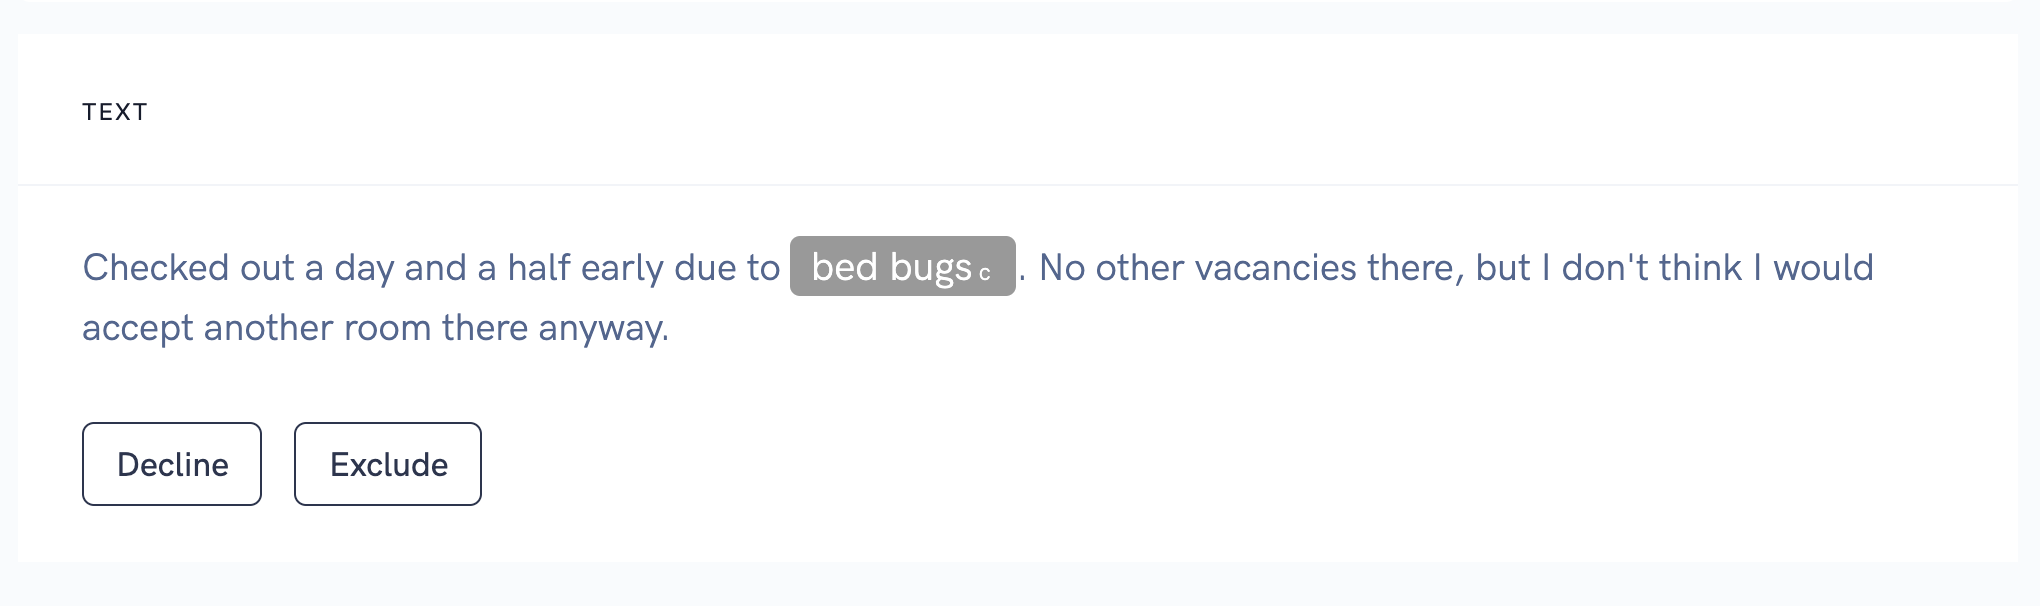 TEXT
Checked out a day and a half early due to bed bugs c . No other vacancies there, but I don't think I would
accept another room there anyway.
Decline Exclude